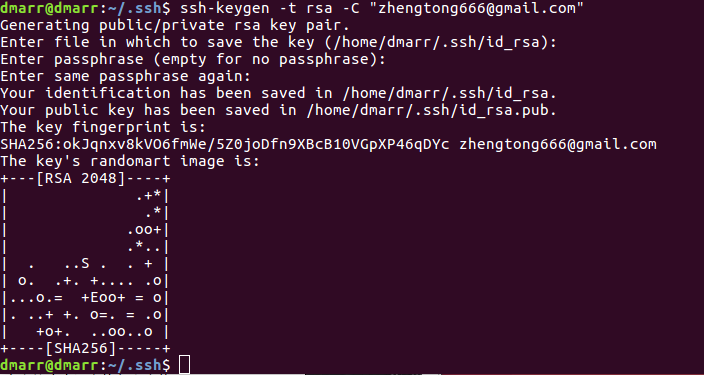 dmarr@dmarr:~/.ssh$ ssh-keygen -t rsa -C "zhengtong666@gmail.com"
Generating public/private rsa key pair.
Enter file in which to save the key (/home/dmarr/.ssh/id_rsa):
Enter passphrase (empty for no passphrase):
Enter same passphrase again:
Your identification has been saved in /home/dmarr/.ssh/id_rsa.
Your public key has been saved in /home/dmarr/.ssh/id_rsa.pub.
The key fingerprint is:
SHA256:okJqnxv8kVO6fmWe/5Z0joDfn9XBcB10VGpXP46qDYc zhengtong666@gmail.com
The key's randomart image is:
+---[RSA 2048]----+
|               .+*|
|                .*|
|              .oo+|
|              .*..|
|  .   ..S .  . + |
| o.  .+. +.... .o|
|...o.=  +Eoo+ = o|
|. ..+ +. o=. = .o|
|   +o+.  ..oo..o |
+----[SHA256]-----+
dmarr@dmarr:~/.ssh$